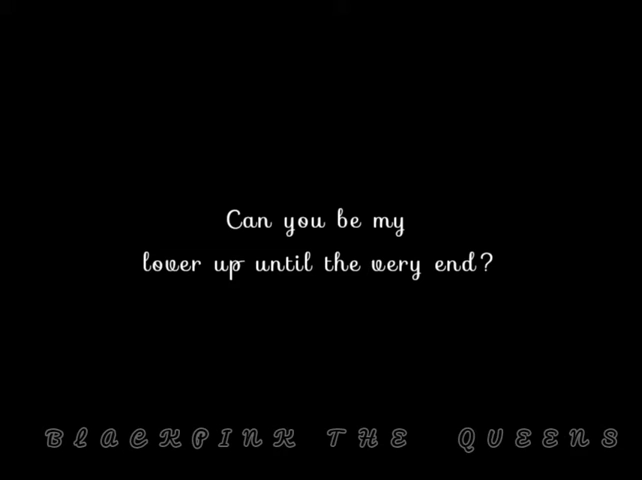 Can you be my
lover up until the very end?
BLACKPINK THE QUEENS